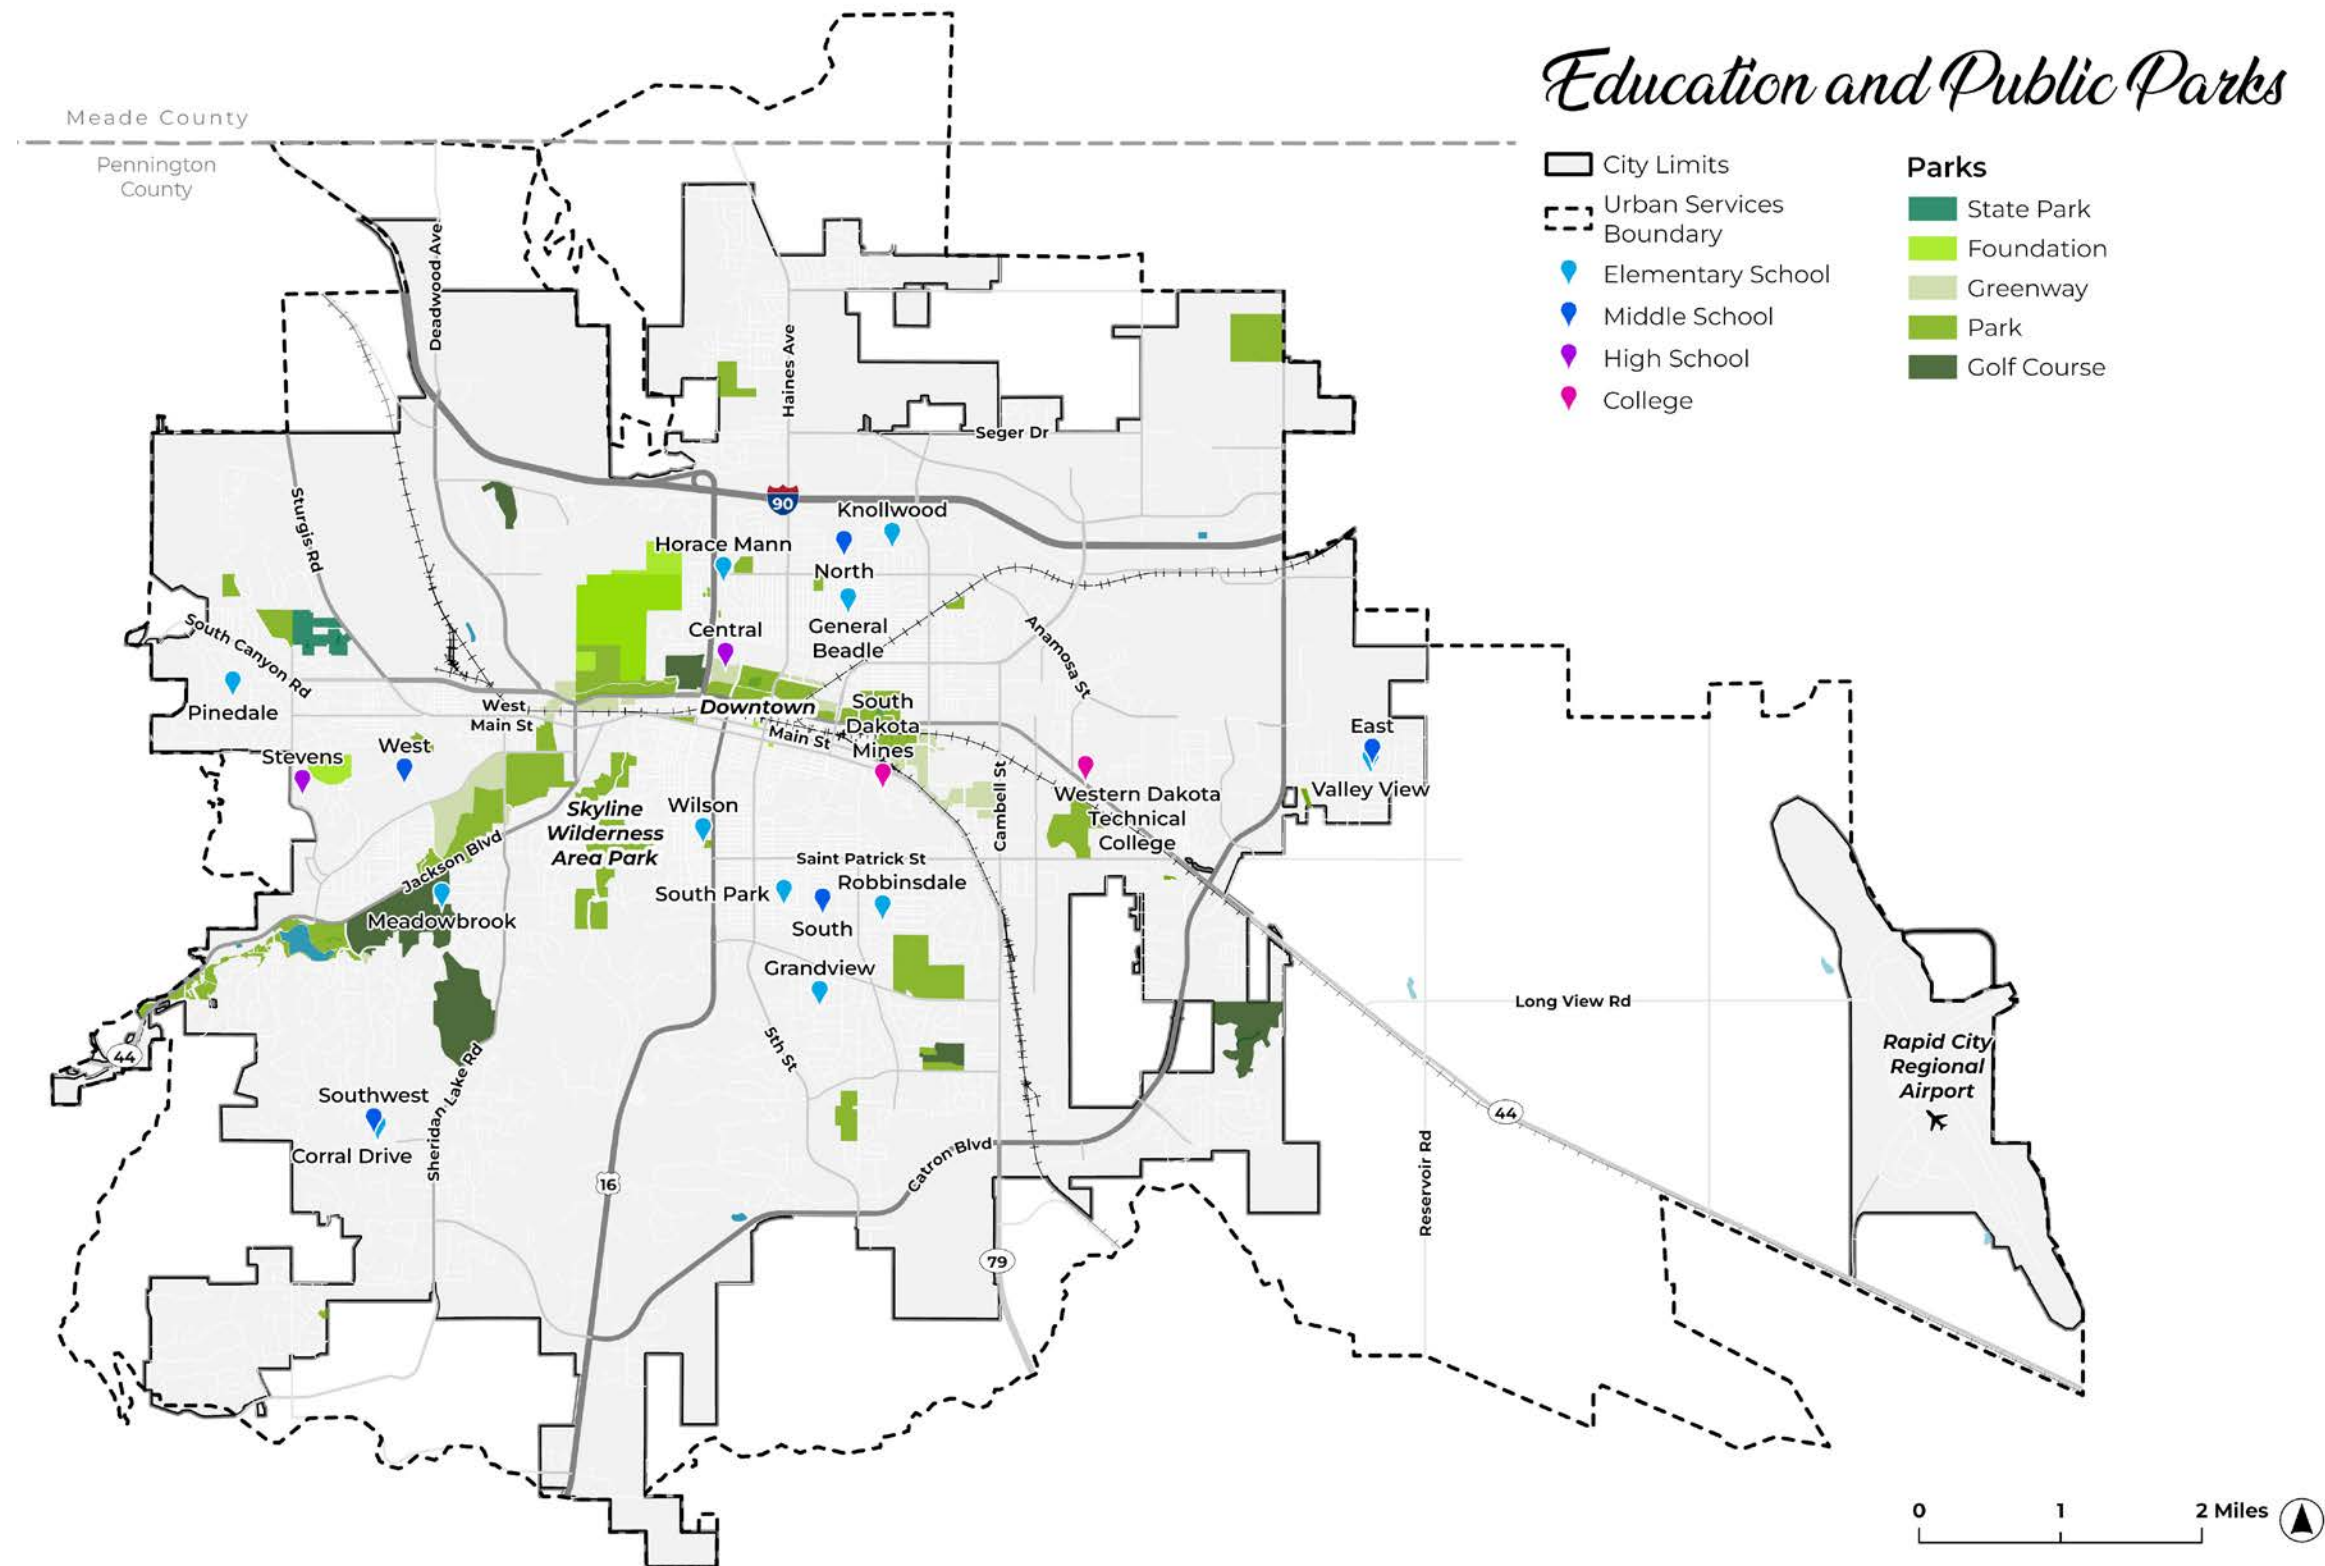 Education and Public Parks
City Limits
Urban Services
Boundary
Elementary School
Middle School
High School
College
Parks
State Park
Foundation
Greenway
Park
Golf Course
Meade County
Pennington
County
Deadwood Ave
Haines Ave
Seger Dr
Sturgis Rd
90
Knollwood
Horace Mann
North
South Canyon Rd
Central
General
Beadle
Anamosa St
Pinedale
West
Main St
Downtown
Main St
South
Dakota
Mines
East
Valley View
Stevens
West
Skyline
Wilderness
Area Park
Wilson
Cambell St
Western Dakota
Technical
College
Jackson Blvd
Saint Patrick St
South Park
Robbinsdale
South
Meadowbrook
Grandview
Long View Rd
44
5th St
Rapid City
Regional
Airport
Southwest
Corral Drive
Sheridan Lake Rd
16
Catron Blvd
44
Reservoir Rd
79
0 1 2 Miles